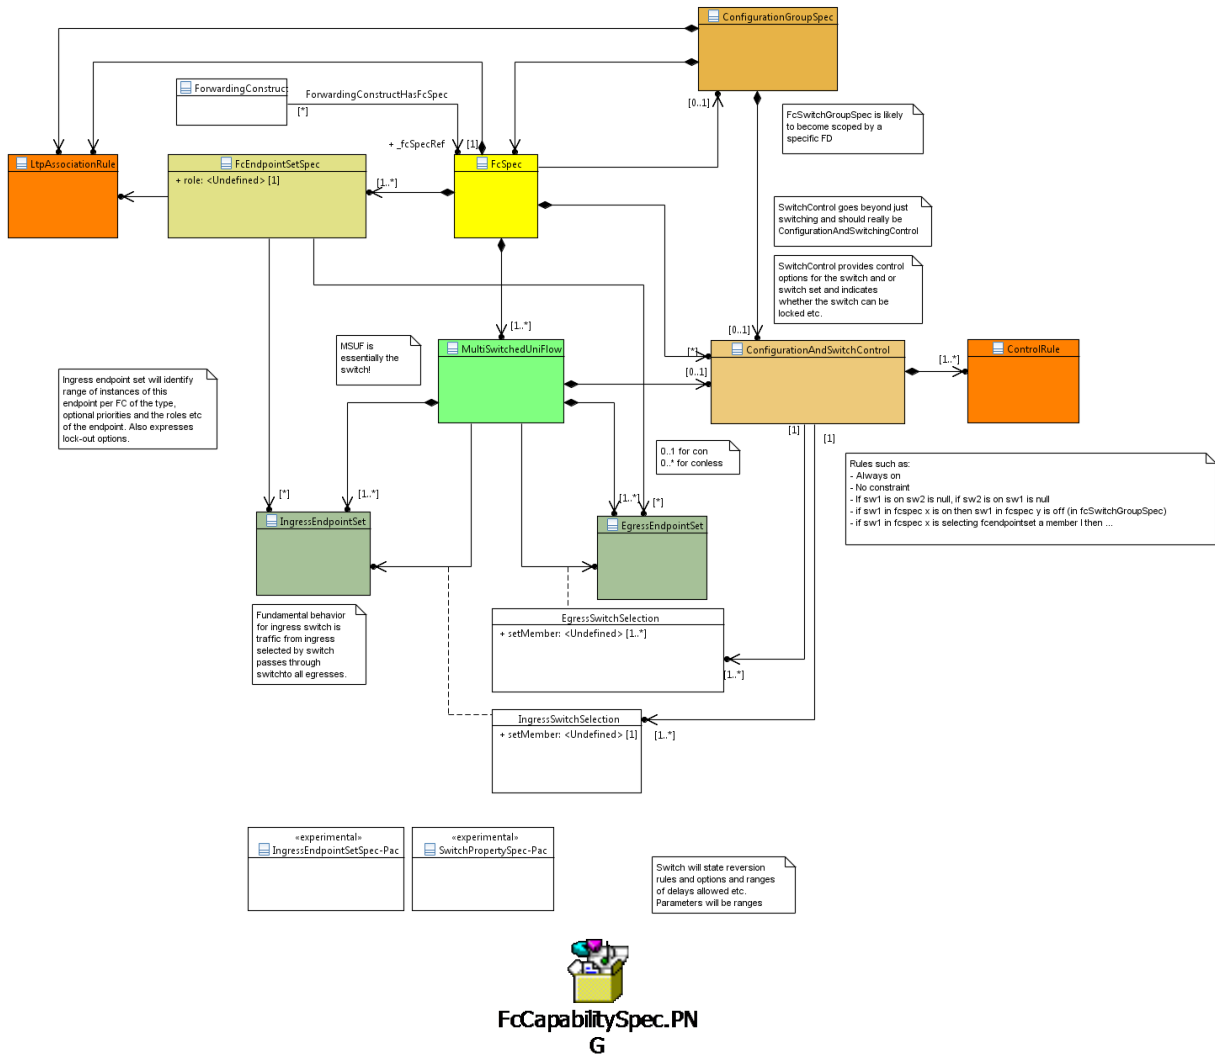 ConfigurationGroupSpec
ForwardingConstruct
ForwardingConstructHasFcSpec
[*]
[0..1]
FcSwitchGroupSpec is likely
to become scoped by a
specific FD
+ _fcSpecRef
[1]
LtpAssociationRule
FcEndpointSetSpec
+ role: <Undefined> [1]
[1..*]
FcSpec
SwitchControl goes beyond just
switching and should really be
ConfigurationAndSwitchingControl
SwitchControl provides control
options for the switch and or
switch set and indicates
whether the switch can be
locked etc.
[1..*]
[0..1]
MSUF is
essentially the
switch!
MultiSwitchedUniFlow
[*]
[0..1]
ConfigurationAndSwitchControl
[1..*]
ControlRule
Ingress endpoint set will identify
range of instances of this
endpoint per FC of the type,
optional priorities and the roles etc
of the endpoint. Also expresses
lock-out options.
[1]
[1]
0..1 for con
0..* for conless
Rules such as:
- Always on
- No constraint
- If sw1 is on sw2 is null, if sw2 is on sw1 is null
- if sw1 in fcspec x is on then sw1 in fcspec y is off (in fcSwitchGroupSpec)
- if sw1 in fcspec x is selecting fcendpointset a member I then ...
[*]
[1..*]
[1..*]
[*]
IngressEndpointSet
EgressEndpointSet
Fundamental behavior
for ingress switch is
traffic from ingress
selected by switch
passes through
switchto all egresses.
EgressSwitchSelection
+ setMember: <Undefined> [1..*]
[1..*]
IngressSwitchSelection
+ setMember: <Undefined> [1]
[1..*]
«experimental»
IngressEndpointSetSpec-Pac
«experimental»
SwitchPropertySpec-Pac
Switch will state reversion
rules and options and ranges
of delays allowed etc.
Parameters will be ranges
FcCapabilitySpec.PN
G